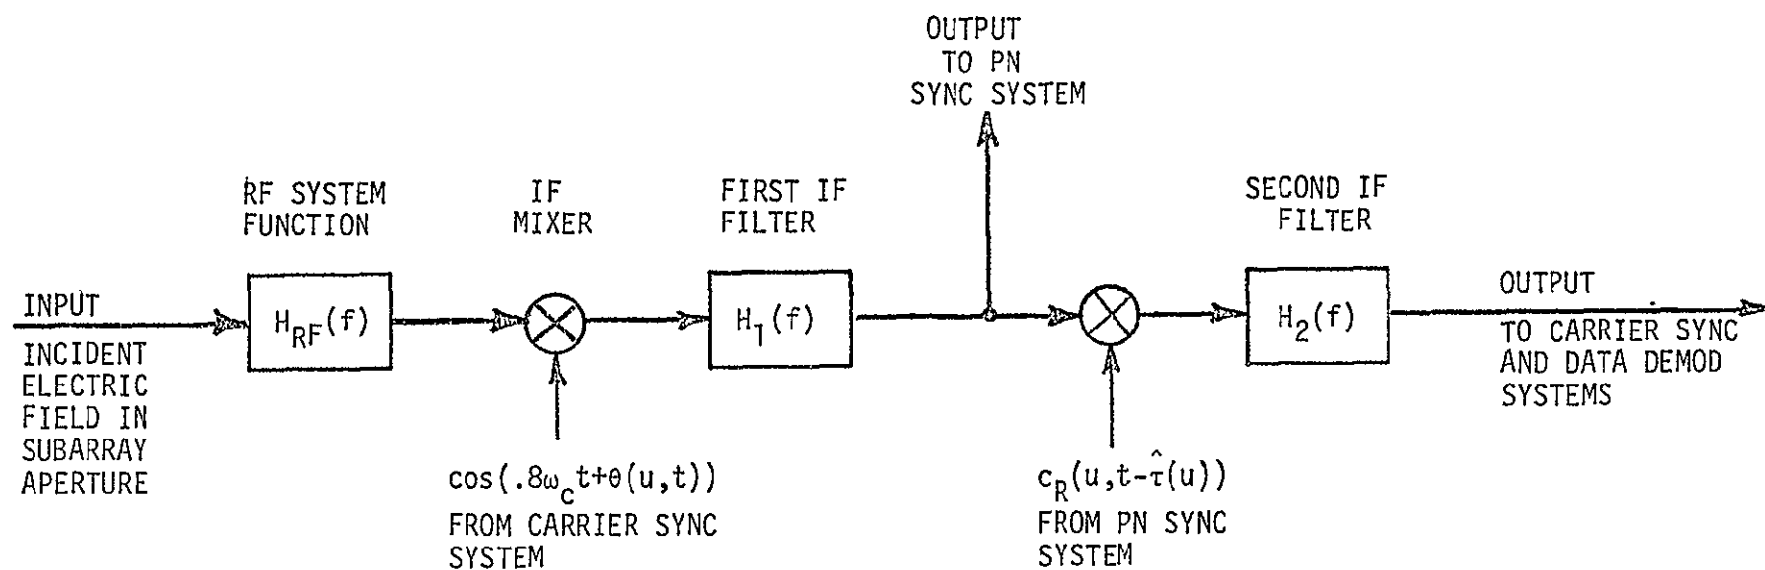 OUTPUT
TO PN
SYNC SYSTEM
RF SYSTEM
FUNCTION
IF
MIXER
FIRST IF
FILTER
SECOND IF
FILTER
INPUT
INCIDENT
ELECTRIC
FIELD IN
SUBARRAY
APERTURE
H_RF(f)
H_1(f)
H_2(f)
OUTPUT
TO CARRIER SYNC
AND DATA DEMOD
SYSTEMS
cos(.8ω_c t+θ(u,t))
FROM CARRIER SYNC
SYSTEM
c_R(u,t-τ̂(u))
FROM PN SYNC
SYSTEM